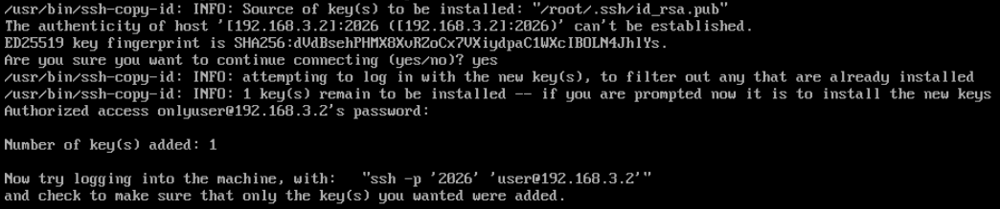 /usr/bin/ssh-copy-id: INFO: Source of key(s) to be installed: "/root/.ssh/id_rsa.pub"
The authenticity of host '[192.168.3.2]:2026 ([192.168.3.2]:2026)' can't be established.
ED25519 key fingerprint is SHA256:dVdBsehPHMX8XvRZoCx7VXiydpaC1WXcIBOLN4JhlYs.
Are you sure you want to continue connecting (yes/no)? yes
/usr/bin/ssh-copy-id: INFO: attempting to log in with the new key(s), to filter out any that are already installed
/usr/bin/ssh-copy-id: INFO: 1 key(s) remain to be installed -- if you are prompted now it is to install the new keys
Authorized access onlyuser@192.168.3.2's password:
Number of key(s) added: 1
Now try logging into the machine, with:   "ssh -p '2026' 'user@192.168.3.2'"
and check to make sure that only the key(s) you wanted were added.